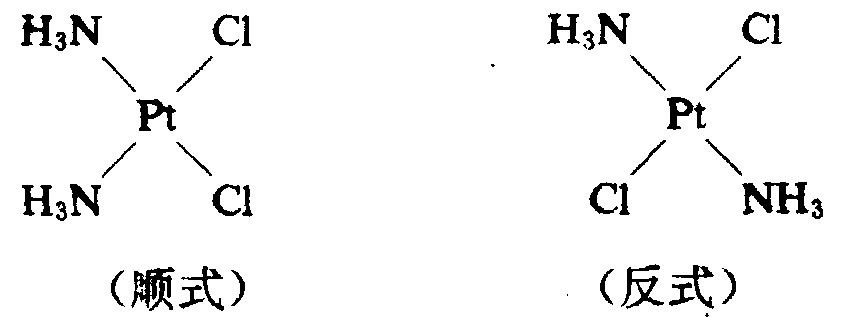 H₃N Cl H₃N Cl
Pt Pt
H₃N Cl Cl NH₃
(顺式) (反式)